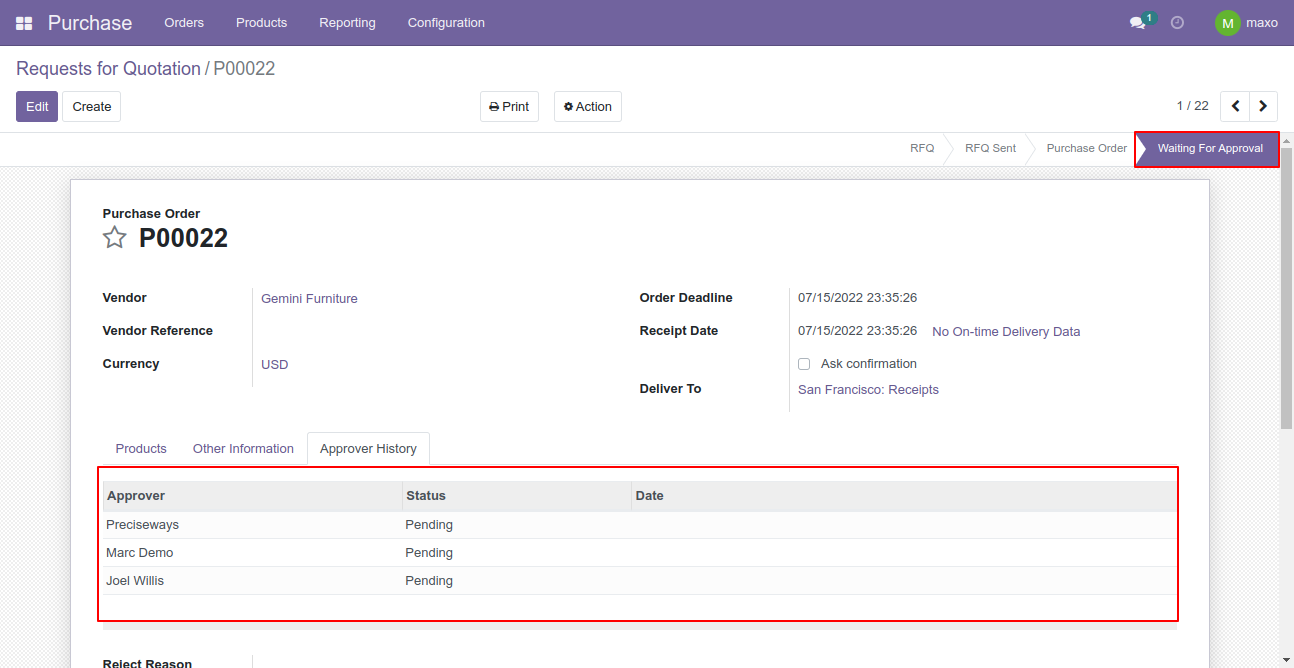 Purchase Orders Products Reporting Configuration 1 M maxo
Requests for Quotation / P00022
Edit Create Print Action 1 / 22
RFQ RFQ Sent Purchase Order Waiting For Approval
Purchase Order
P00022
Vendor Gemini Furniture Order Deadline 07/15/2022 23:35:26
Vendor Reference Receipt Date 07/15/2022 23:35:26 No On-time Delivery Data
Currency USD Ask confirmation
Deliver To San Francisco: Receipts
Products Other Information Approver History
Approver Status Date
Preciseways Pending
Marc Demo Pending
Joel Willis Pending
Reject Reason